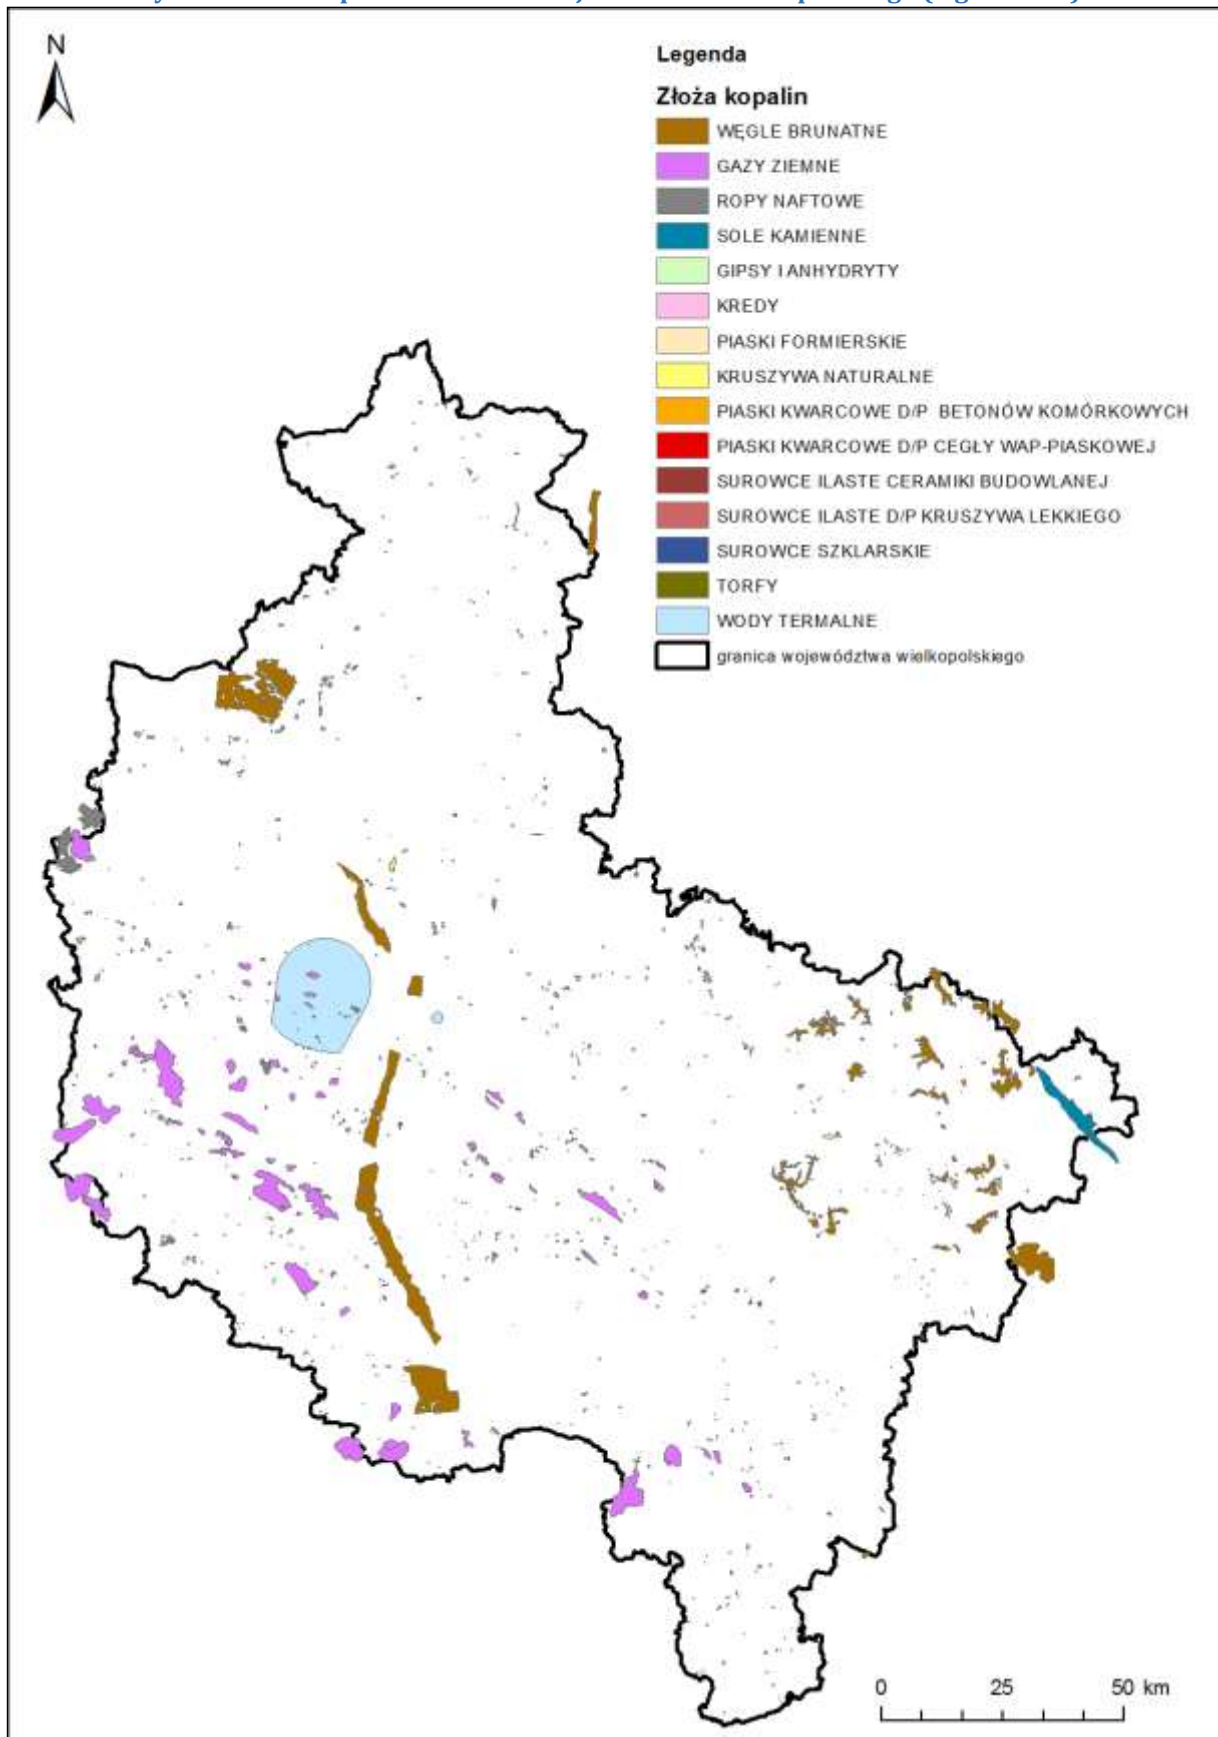 N
Legenda
Złoża kopalin
WĘGLE BRUNATNE
GAZY ZIEMNE
ROPY NAFTOWE
SOLE KAMIENNE
GIPSY I ANHYDRYTY
KREDY
PIASKI FORMIERSKIE
KRUSZYWA NATURALNE
PIASKI KWARCOWE D/P BETONÓW KOMÓRKOWYCH
PIASKI KWARCOWE D/P CEGŁY WAP-PIASKOWEJ
SUROWCE ILASTE CERAMIKI BUDOWLANEJ
SUROWCE ILASTE D/P KRUSZYWA LEKKIEGO
SUROWCE SZKLARSKIE
TORFY
WODY TERMALNE
granica województwa wielkopolskiego
0 25 50 km